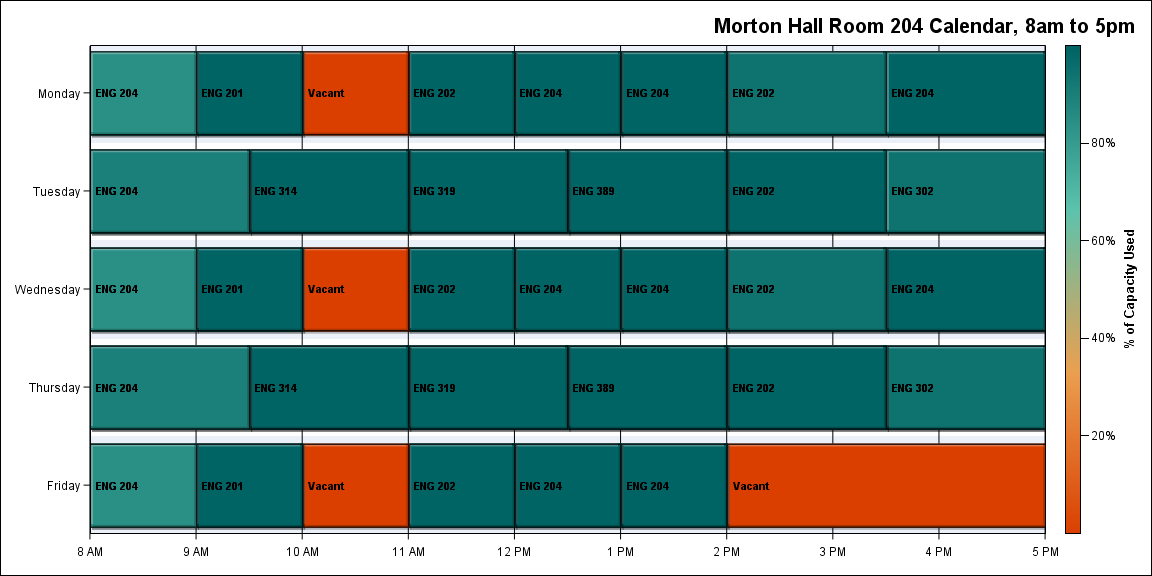 Morton Hall Room 204 Calendar, 8am to 5pm
Monday ENG 204 ENG 201 Vacant ENG 202 ENG 204 ENG 204 ENG 202 ENG 204
80%
Tuesday ENG 204 ENG 314 ENG 319 ENG 389 ENG 202 ENG 302
60%
% of Capacity Used
Wednesday ENG 204 ENG 201 Vacant ENG 202 ENG 204 ENG 204 ENG 202 ENG 204
40%
Thursday ENG 204 ENG 314 ENG 319 ENG 389 ENG 202 ENG 302
20%
Friday ENG 204 ENG 201 Vacant ENG 202 ENG 204 ENG 204 Vacant
8 AM 9 AM 10 AM 11 AM 12 PM 1 PM 2 PM 3 PM 4 PM 5 PM